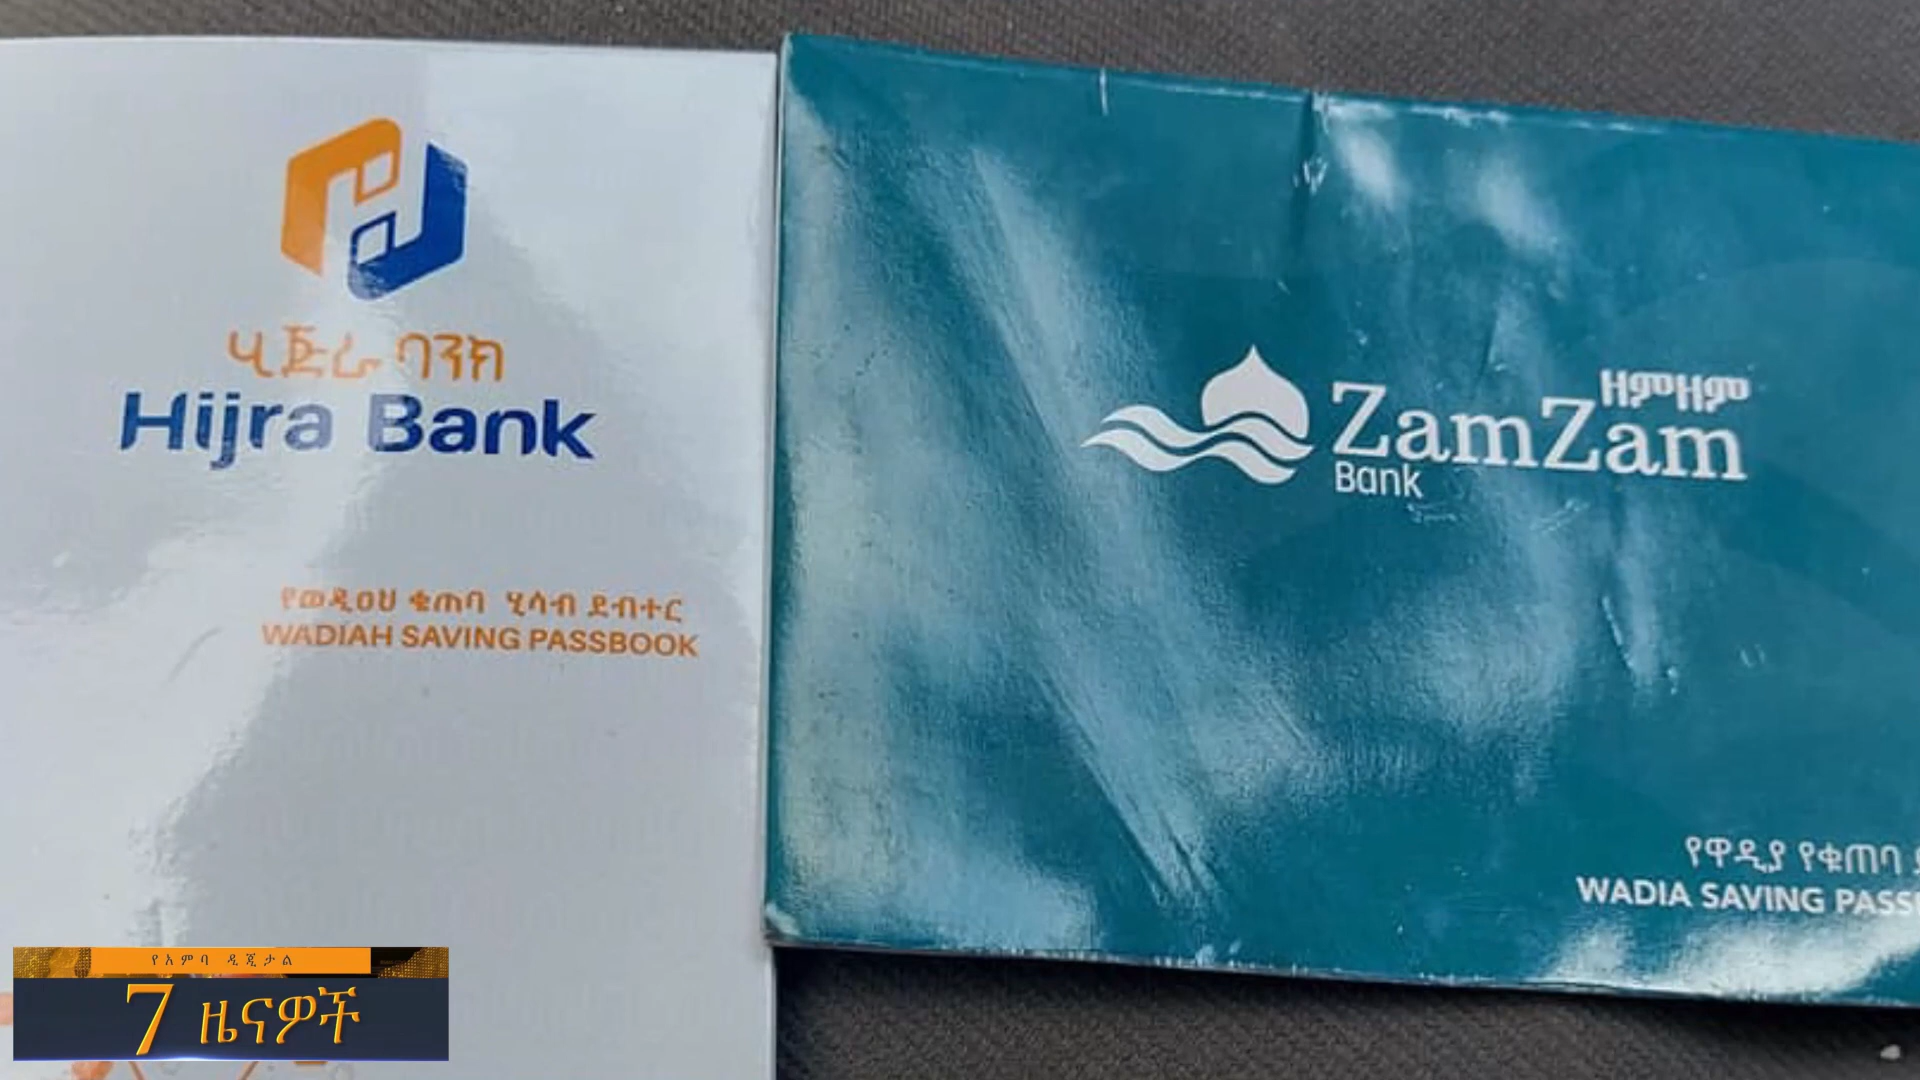 ሂጅራ ባንክ
Hijra Bank
የወዲዐህ ቁጠባ ሂሳብ ደብተር
WADIAH SAVING PASSBOOK
ዘምዘም
ZamZam
Bank
የዋዲያ የቁጠባ
WADIA SAVING PASS
የአምባ ዲጂታል
7 ዜናዎች